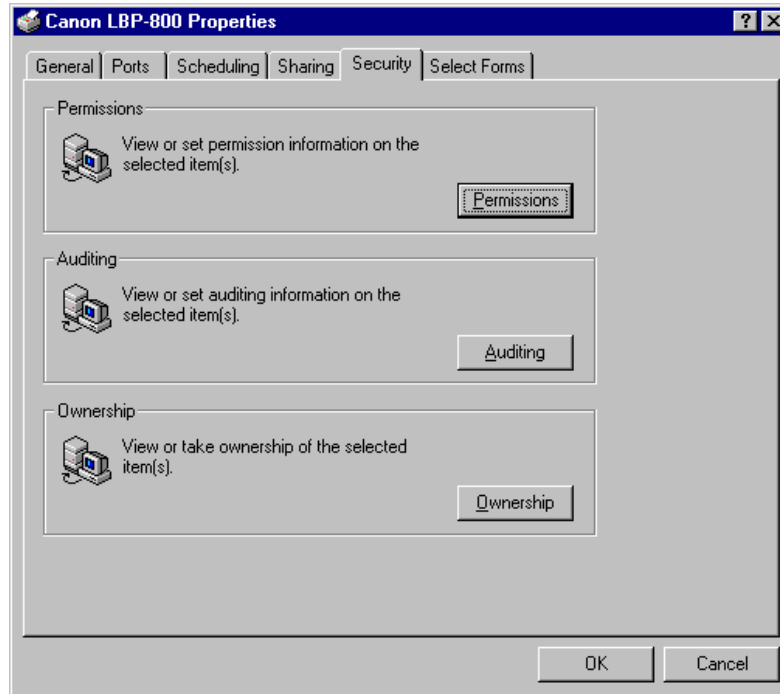 Canon LBP-800 Properties
General Ports Scheduling Sharing Security Select Forms
Permissions
View or set permission information on the
selected item(s).
Permissions
Auditing
View or set auditing information on the
selected item(s).
Auditing
Ownership
View or take ownership of the selected
item(s).
Ownership
OK Cancel